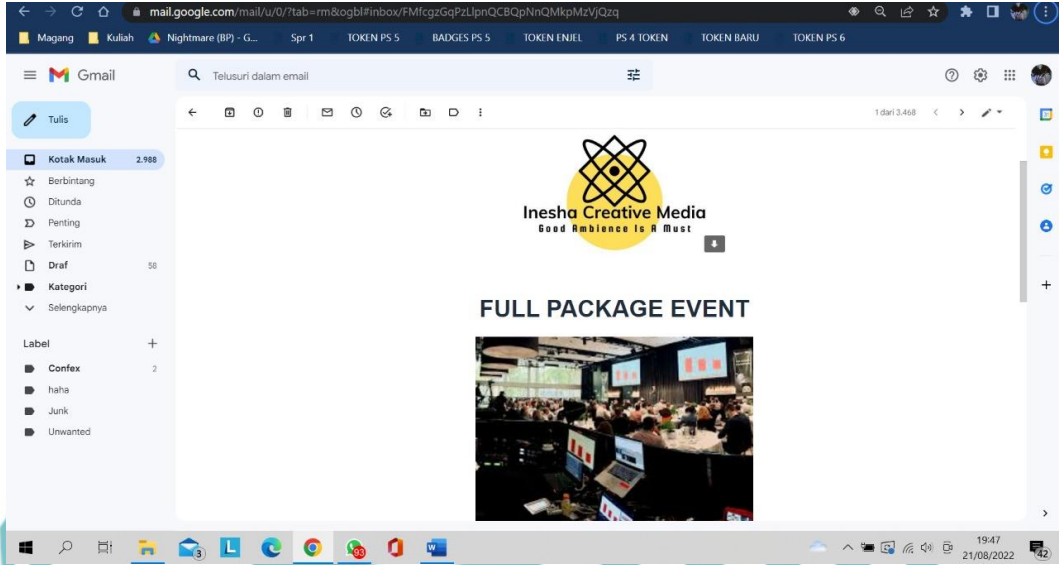 mail.google.com/mail/u/0/?tab=rm&ogbl#inbox/FMfcgzGqPzLlpnQCBQpNnQMkpMzVjQzq
Magang Kuliah Nightmare (BP) - G... Spr 1 TOKEN PS 5 BADGES PS 5 TOKEN ENJEL PS 4 TOKEN TOKEN BARU TOKEN PS 6
Gmail
Telusuri dalam email
Tulis
1 dari 3.468
Kotak Masuk 2.988
Berbintang
Ditunda
Penting
Terkirim
Draf 58
Kategori
Selengkapnya
Label
Confex 2
haha
Junk
Unwanted
Inesha Creative Media
Good Ambience Is A Must
FULL PACKAGE EVENT
3
L
93
19:47
21/08/2022
42